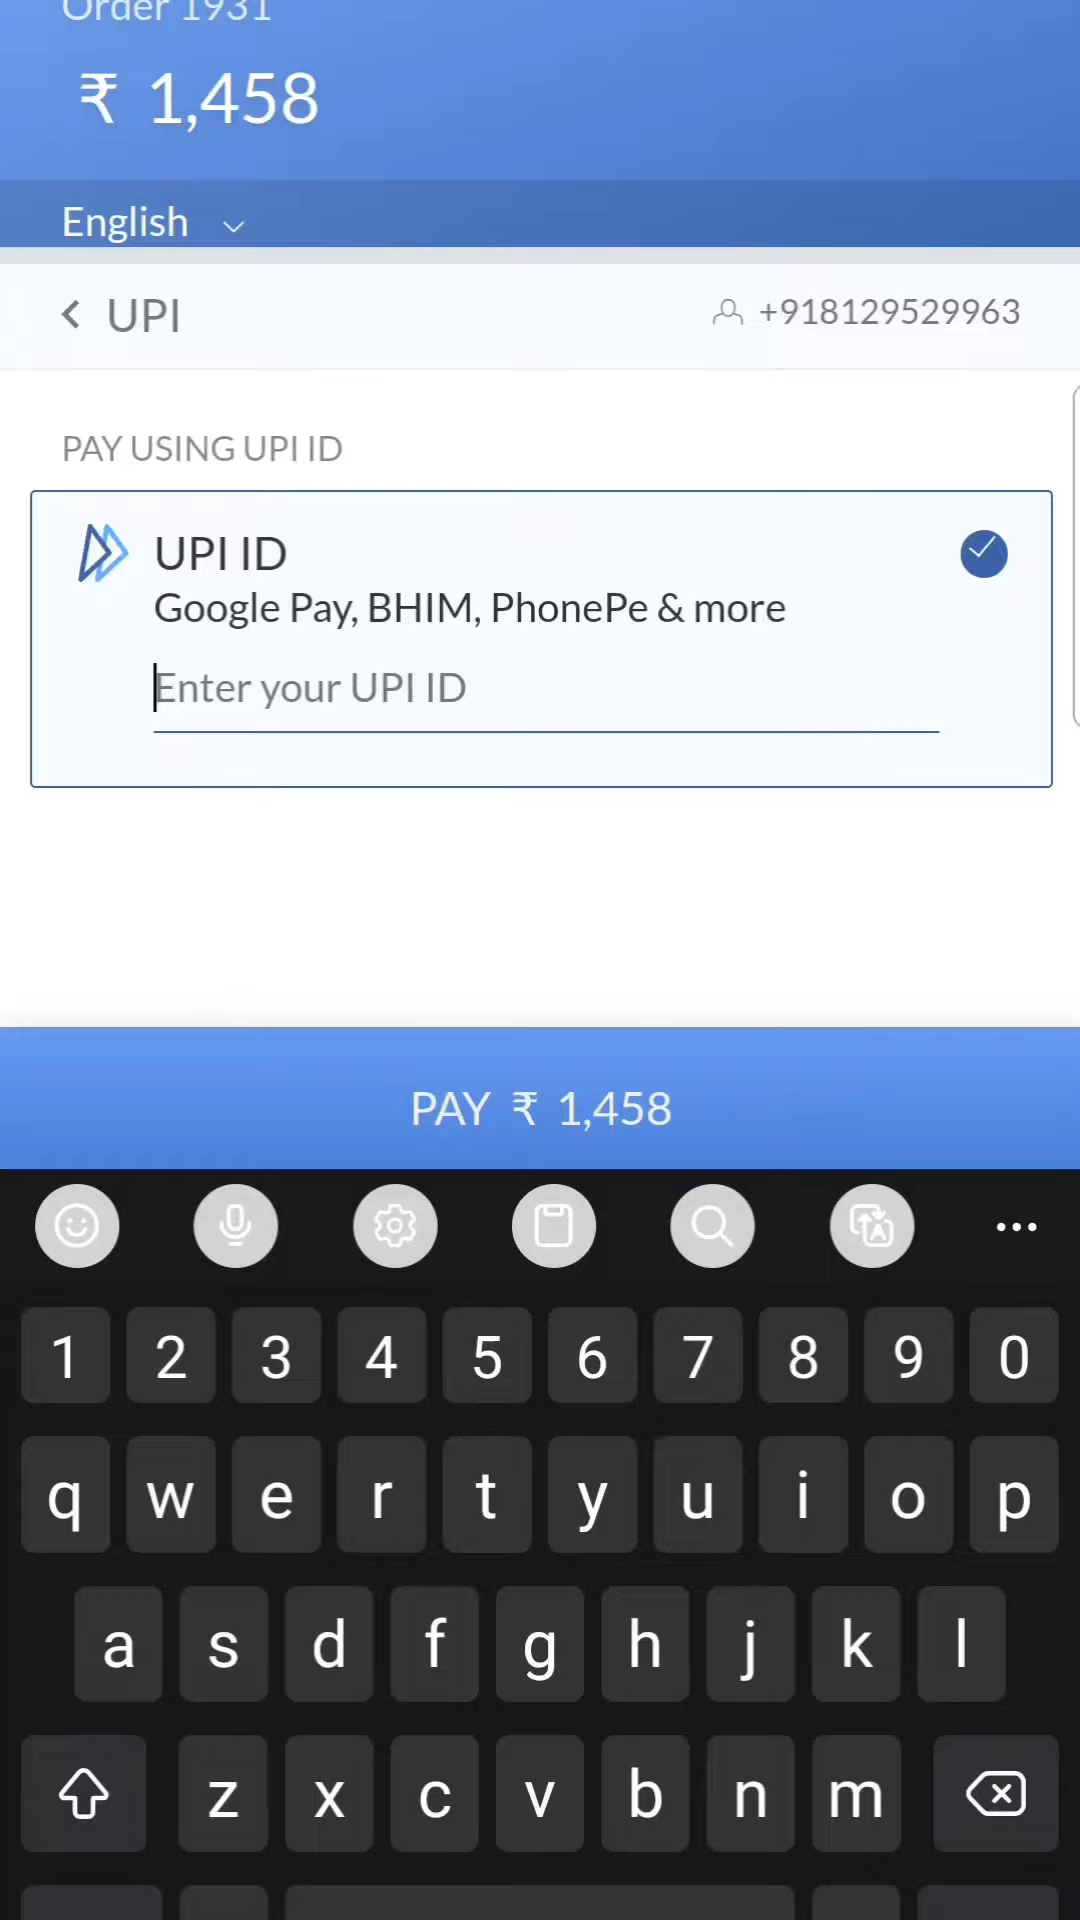 Order 1931
₹ 1,458
English
UPI
+918129529963
PAY USING UPI ID
UPI ID
Google Pay, BHIM, PhonePe & more
Enter your UPI ID
PAY ₹ 1,458
1 2 3 4 5 6 7 8 9 0
q w e r t y u i o p
a s d f g h j k l
z x c v b n m